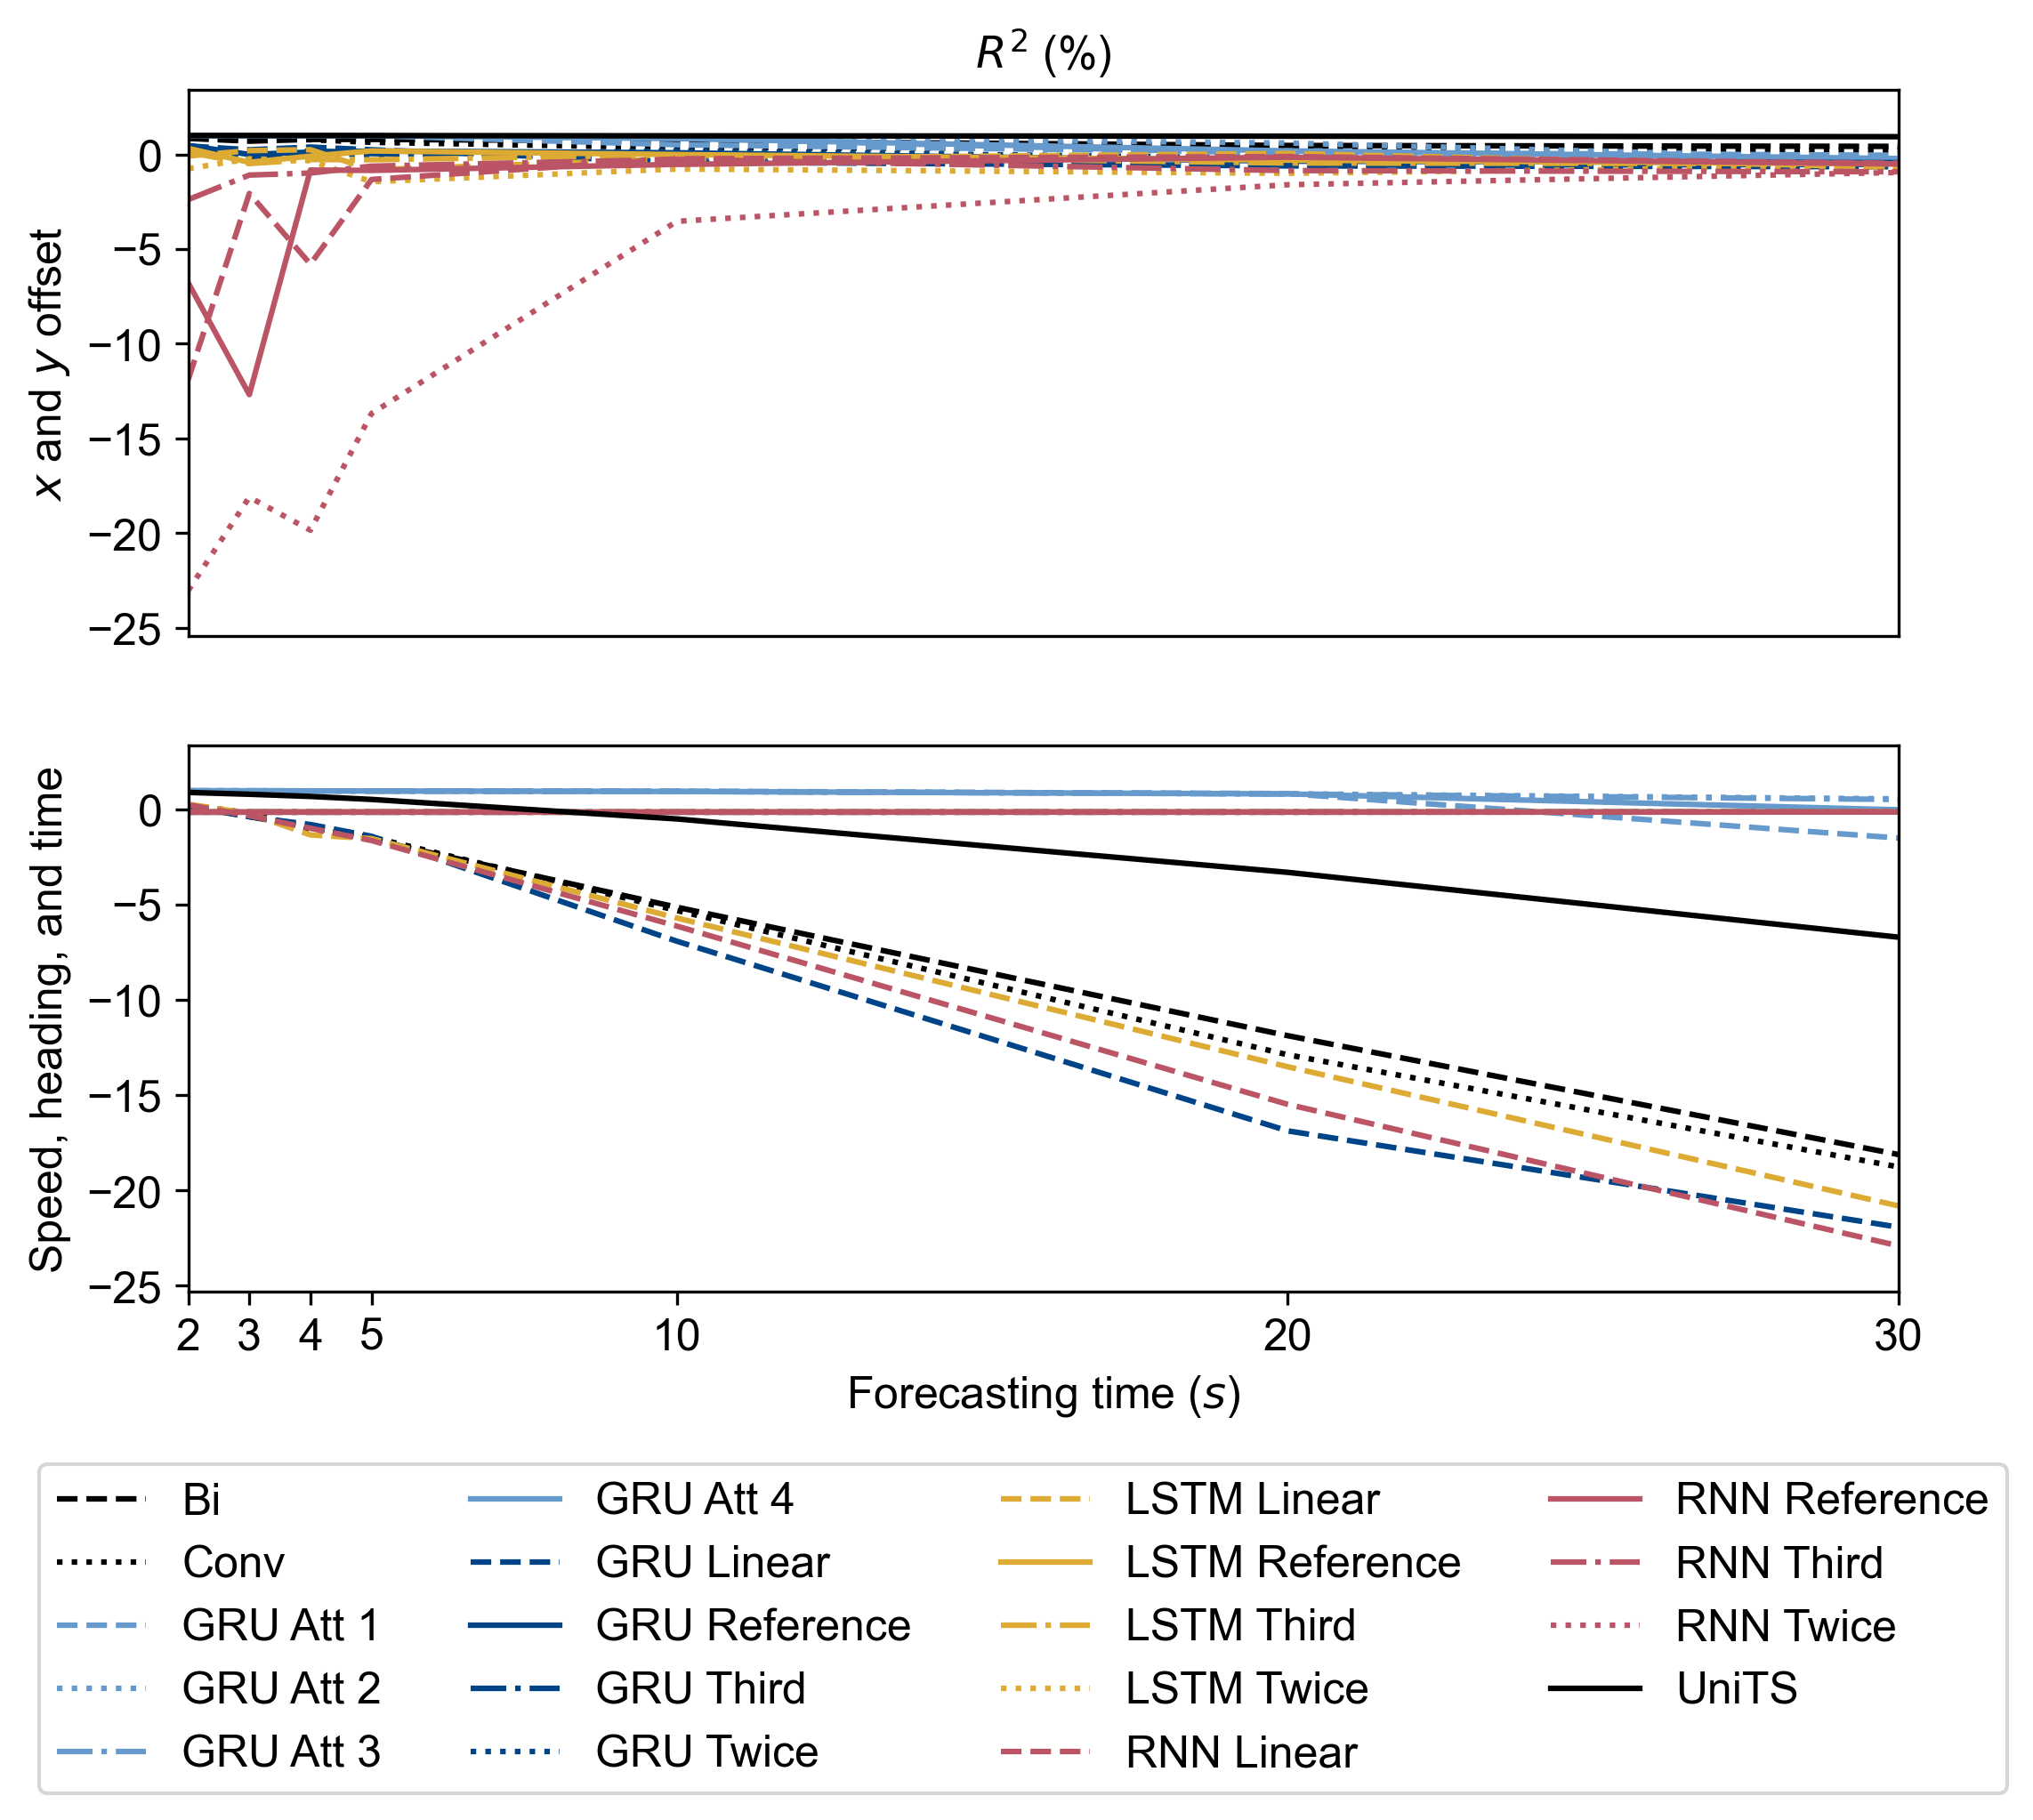 R² (%)
x and y offset
0
−5
−10
−15
−20
−25
Speed, heading, and time
0
−5
−10
−15
−20
−25
2 3 4 5 10 20 30
Forecasting time (s)
Bi
Conv
GRU Att 1
GRU Att 2
GRU Att 3
GRU Att 4
GRU Linear
GRU Reference
GRU Third
GRU Twice
LSTM Linear
LSTM Reference
LSTM Third
LSTM Twice
RNN Linear
RNN Reference
RNN Third
RNN Twice
UniTS